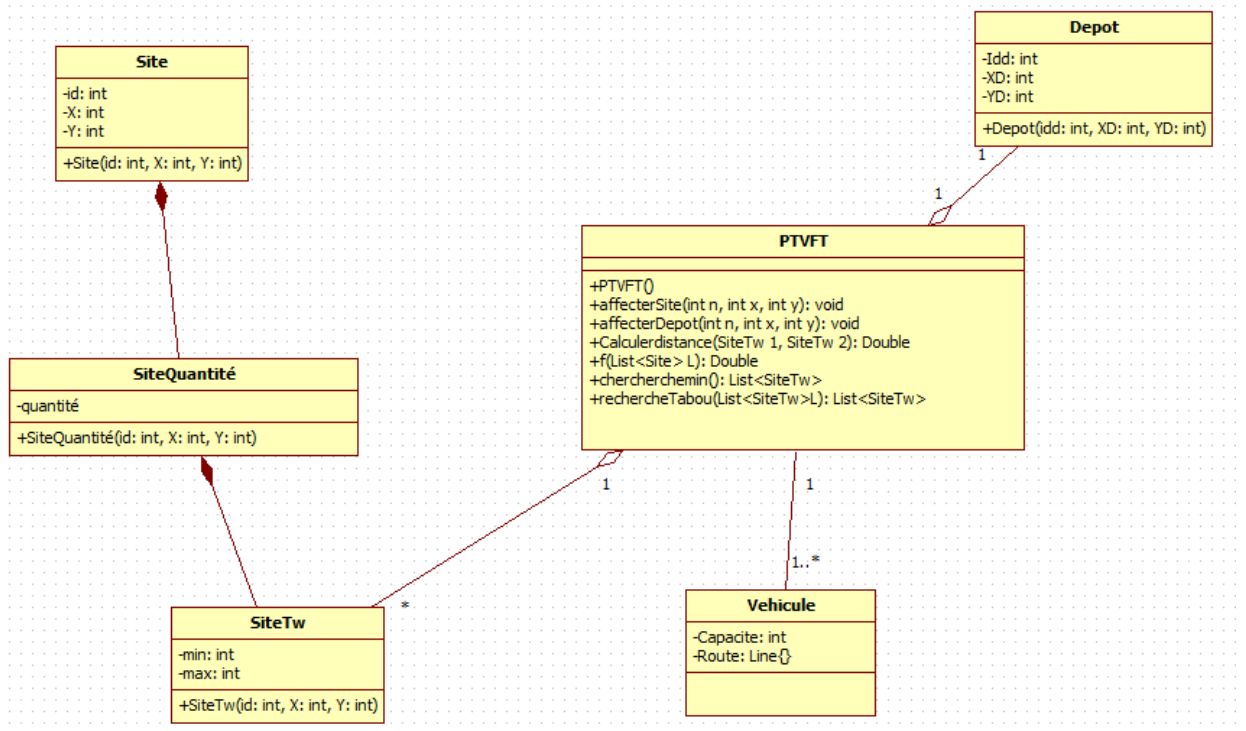 Site
-id: int
-X: int
-Y: int
+Site(id: int, X: int, Y: int)
Depot
-Idd: int
-XD: int
-YD: int
+Depot(idd: int, XD: int, YD: int)
1
1
PTVFT
+PTVFT()
+affecterSite(int n, int x, int y): void
+affecterDepot(int n, int x, int y): void
+Calculerdistance(SiteTw 1, SiteTw 2): Double
+f(List<Site> L): Double
+chercherchemin(): List<SiteTw>
+rechercheTabou(List<SiteTw>L): List<SiteTw>
SiteQuantité
-quantité
+SiteQuantité(id: int, X: int, Y: int)
1
1
1..*
*
SiteTw
-min: int
-max: int
+SiteTw(id: int, X: int, Y: int)
Vehicule
-Capacite: int
-Route: Line{}